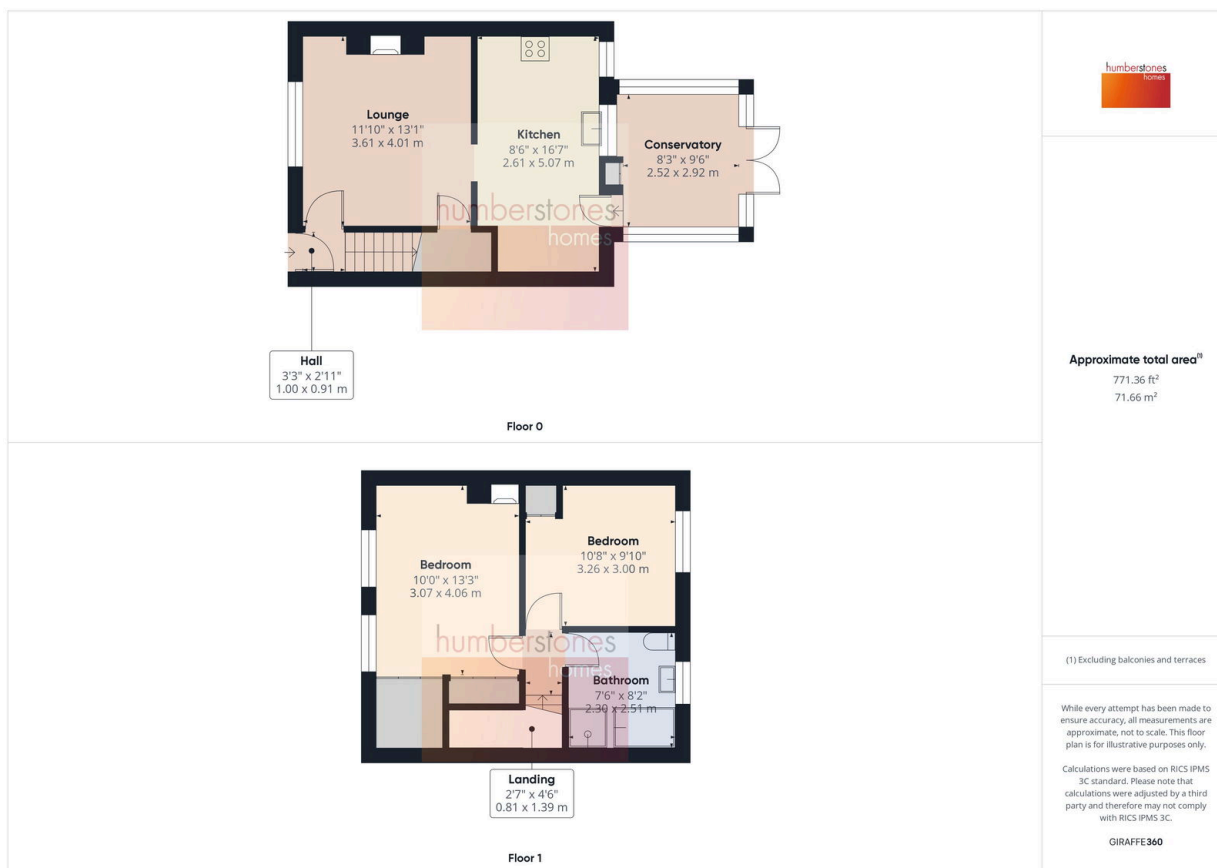 Lounge
11'10" x 13'1"
3.61 x 4.01 m
Kitchen
8'6" x 16'7"
2.61 x 5.07 m
Conservatory
8'3" x 9'6"
2.52 x 2.92 m
humberstones
homes
Hall
3'3" x 2'11"
1.00 x 0.91 m
Floor 0
Bedroom
10'0" x 13'3"
3.07 x 4.06 m
Bedroom
10'8" x 9'10"
3.26 x 3.00 m
humberstones
homes
Bathroom
7'6" x 8'2"
2.30 x 2.51 m
Landing
2'7" x 4'6"
0.81 x 1.39 m
Floor 1
humberstones
homes
Approximate total area(1)
771.36 ft²
71.66 m²
(1) Excluding balconies and terraces
While every attempt has been made to
ensure accuracy, all measurements are
approximate, not to scale. This floor
plan is for illustrative purposes only.
Calculations were based on RICS IPMS
3C standard. Please note that
calculations were adjusted by a third
party and therefore may not comply
with RICS IPMS 3C.
GIRAFFE360